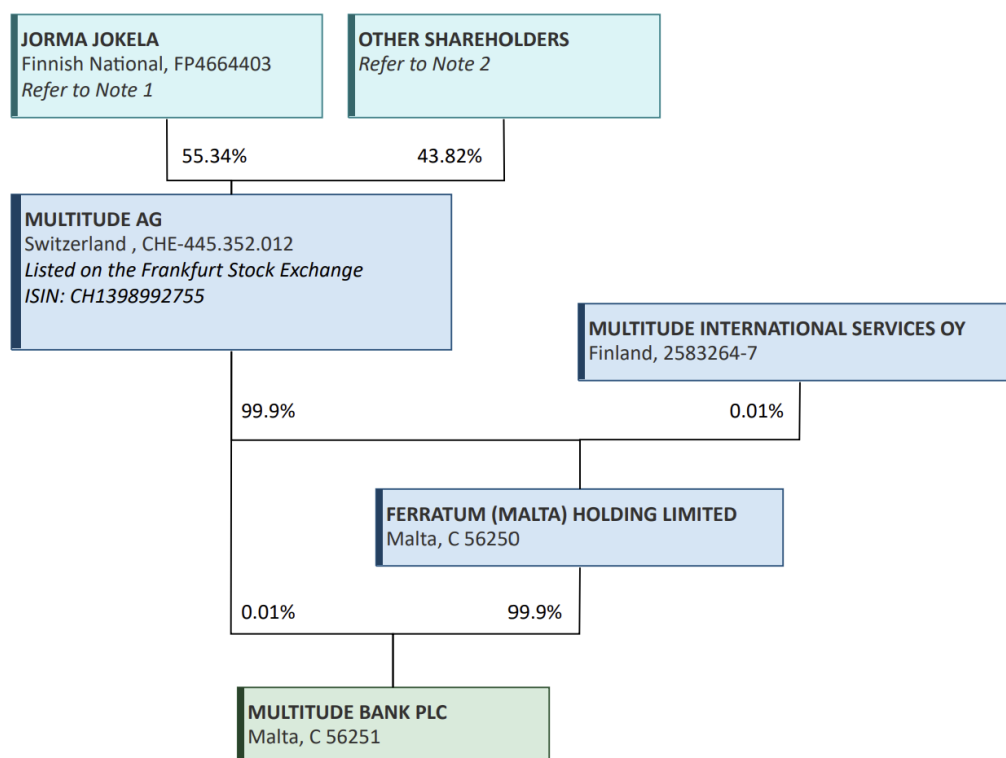 JORMA JOKELA
Finnish National, FP4664403
Refer to Note 1
OTHER SHAREHOLDERS
Refer to Note 2
55.34%
43.82%
MULTITUDE AG
Switzerland , CHE-445.352.012
Listed on the Frankfurt Stock Exchange
ISIN: CH1398992755
MULTITUDE INTERNATIONAL SERVICES OY
Finland, 2583264-7
99.9%
0.01%
FERRATUM (MALTA) HOLDING LIMITED
Malta, C 56250
0.01%
99.9%
MULTITUDE BANK PLC
Malta, C 56251